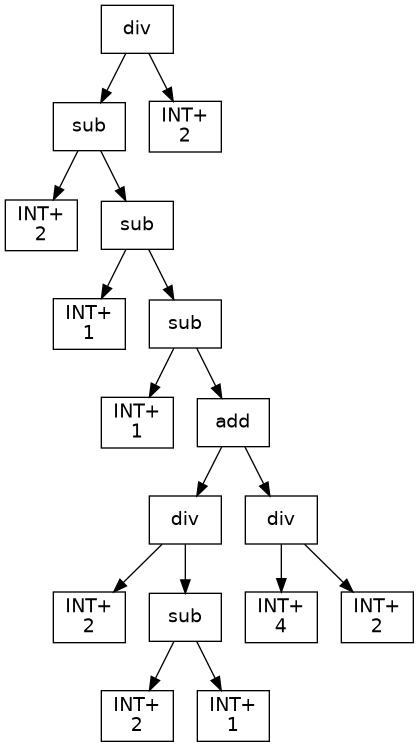 div
sub
INT+
2
INT+
2
sub
INT+
1
sub
INT+
1
add
div
div
INT+
2
sub
INT+
4
INT+
2
INT+
2
INT+
1